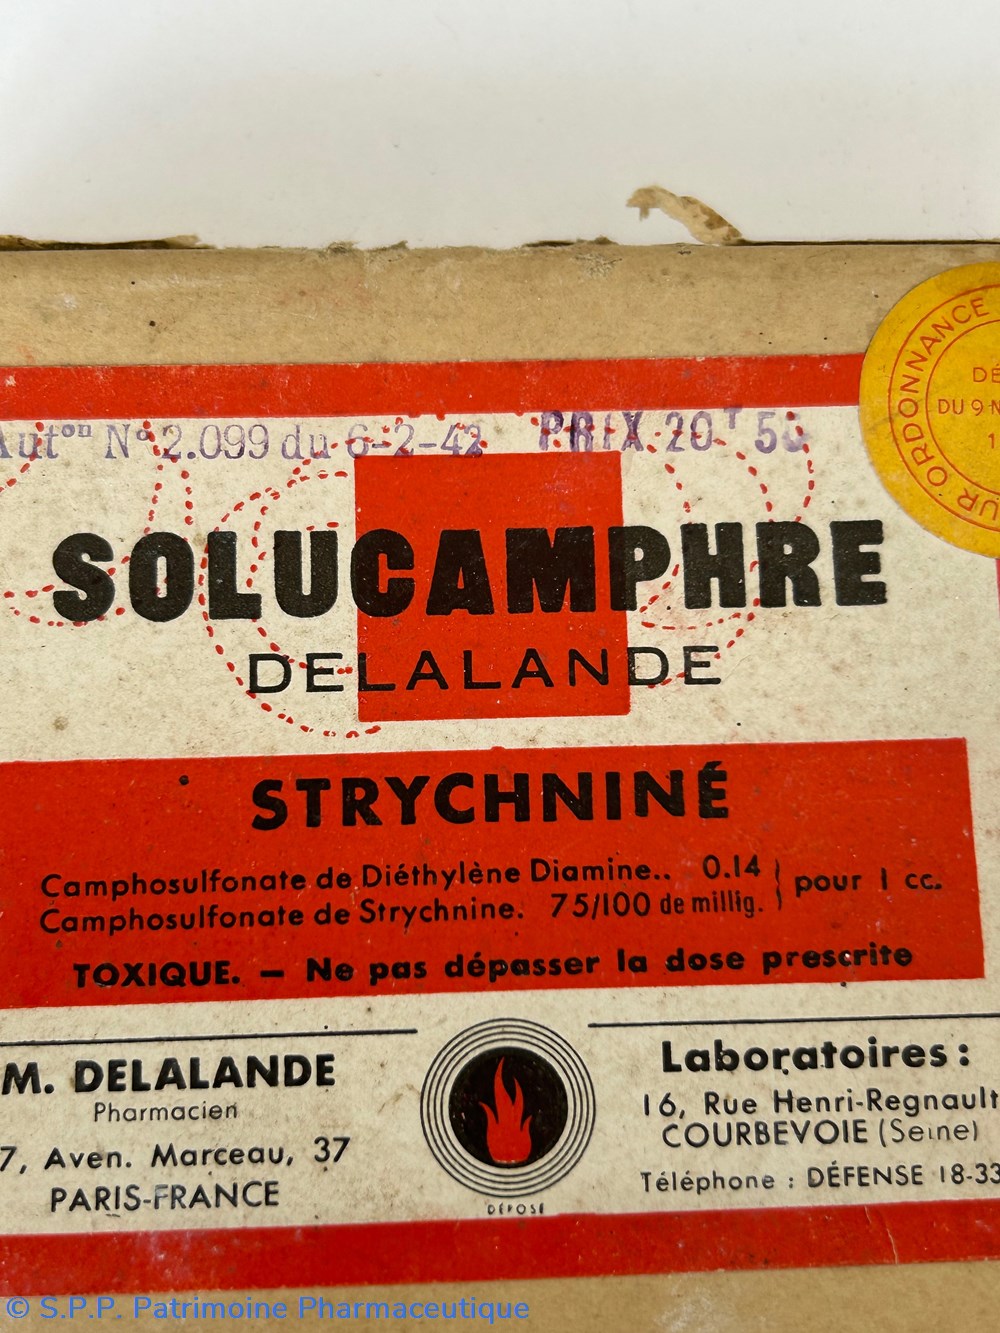 Autᵒⁿ Nº 2.099 du 6-2-42 PRIX 20ᶠ 50
ORDONNANCE
DU 9 N
SOLUCAMPHRE
DELALANDE
STRYCHNINÉ
Camphosulfonate de Diéthylène Diamine.. 0.14
pour 1 cc.
Camphosulfonate de Strychnine. 75/100 de millig.
TOXIQUE. — Ne pas dépasser la dose prescrite
M. DELALANDE
Pharmacien
7, Aven. Marceau, 37
PARIS-FRANCE
DÉPOSÉ
Laboratoires :
16, Rue Henri-Regnault
COURBEVOIE (Seine)
Téléphone : DÉFENSE 18-33
© S.P.P. Patrimoine Pharmaceutique